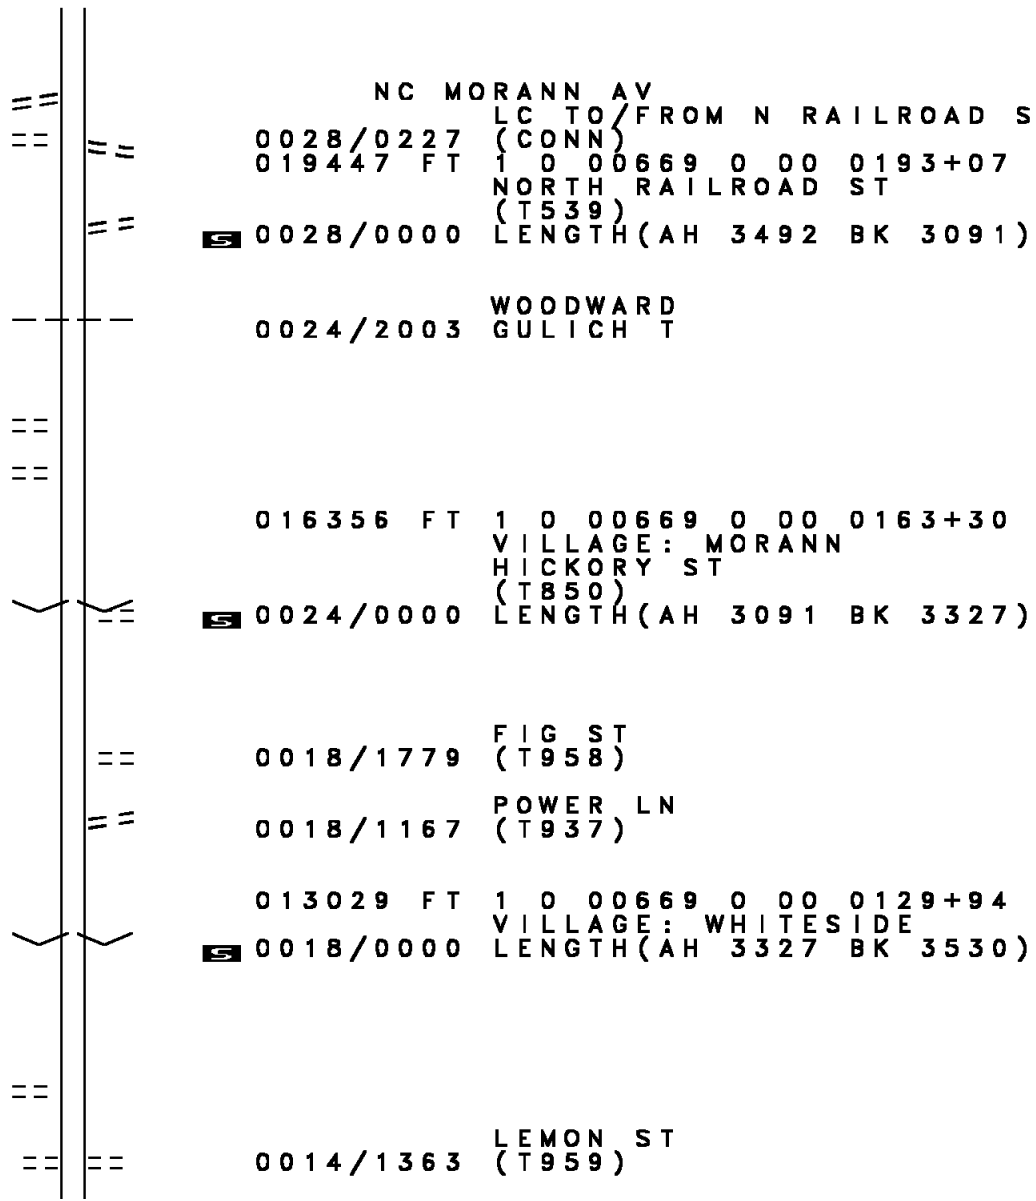 NC MORANN AV
LC TO/FROM N RAILROAD S
0028/0227 (CONN)
019447 FT 1 0 00669 0 00 0193+07
NORTH RAILROAD ST
(T539)
S 0028/0000 LENGTH(AH 3492 BK 3091)
WOODWARD
0024/2003 GULICH T
016356 FT 1 0 00669 0 00 0163+30
VILLAGE: MORANN
HICKORY ST
(T850)
S 0024/0000 LENGTH(AH 3091 BK 3327)
FIG ST
0018/1779 (T958)
POWER LN
0018/1167 (T937)
013029 FT 1 0 00669 0 00 0129+94
VILLAGE: WHITESIDE
S 0018/0000 LENGTH(AH 3327 BK 3530)
LEMON ST
0014/1363 (T959)